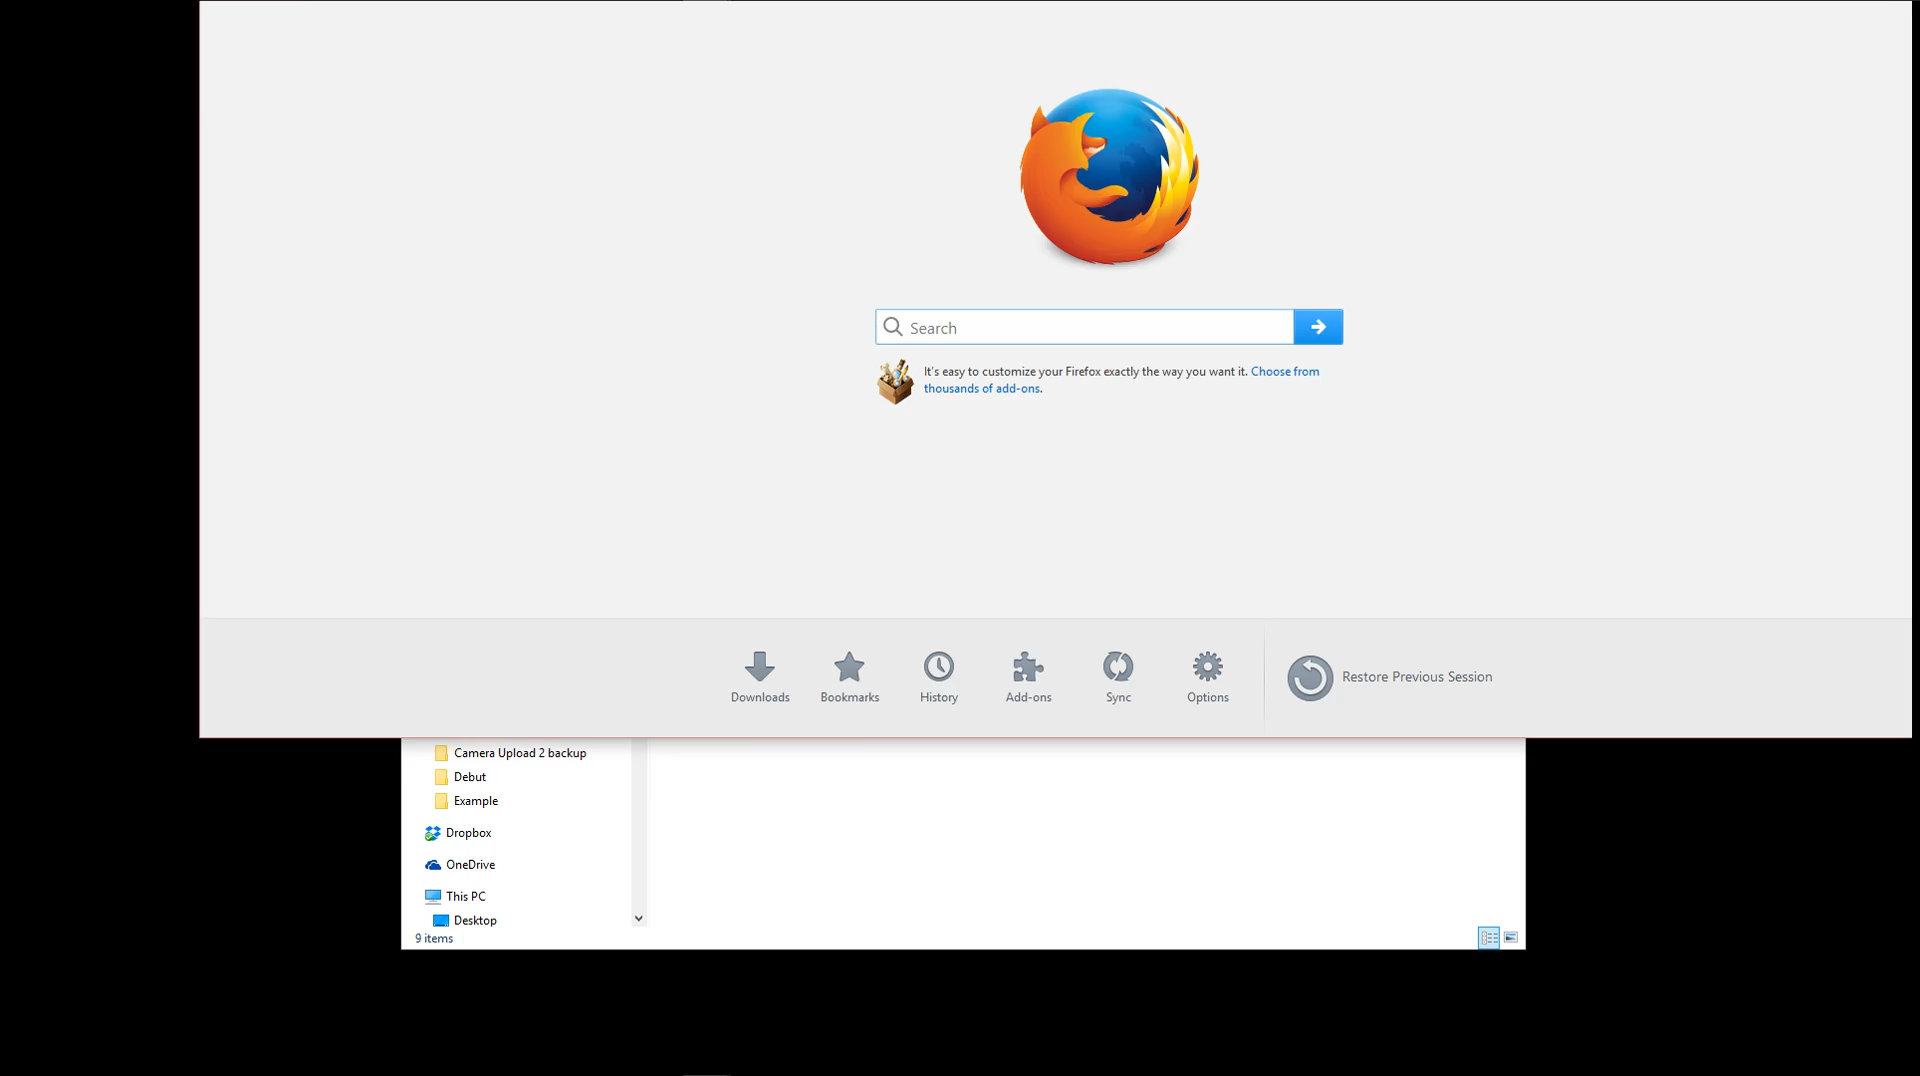 Search
It's easy to customize your Firefox exactly the way you want it. Choose from
thousands of add-ons.
Downloads
Bookmarks
History
Add-ons
Sync
Options
Restore Previous Session
Camera Upload 2 backup
Debut
Example
Dropbox
OneDrive
This PC
Desktop
9 items